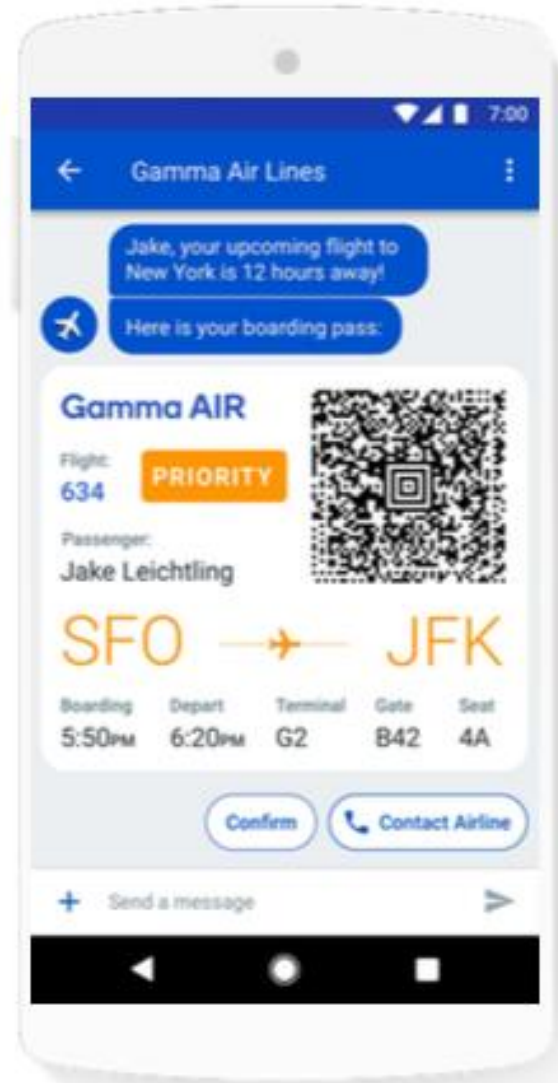 7:00
Gamma Air Lines
Jake, your upcoming flight to
New York is 12 hours away!
Here is your boarding pass:
Gamma AIR
Flight:
634
PRIORITY
Passenger:
Jake Leichtling
SFO JFK
Boarding Depart Terminal Gate Seat
5:50PM 6:20PM G2 B42 4A
Confirm Contact Airline
Send a message